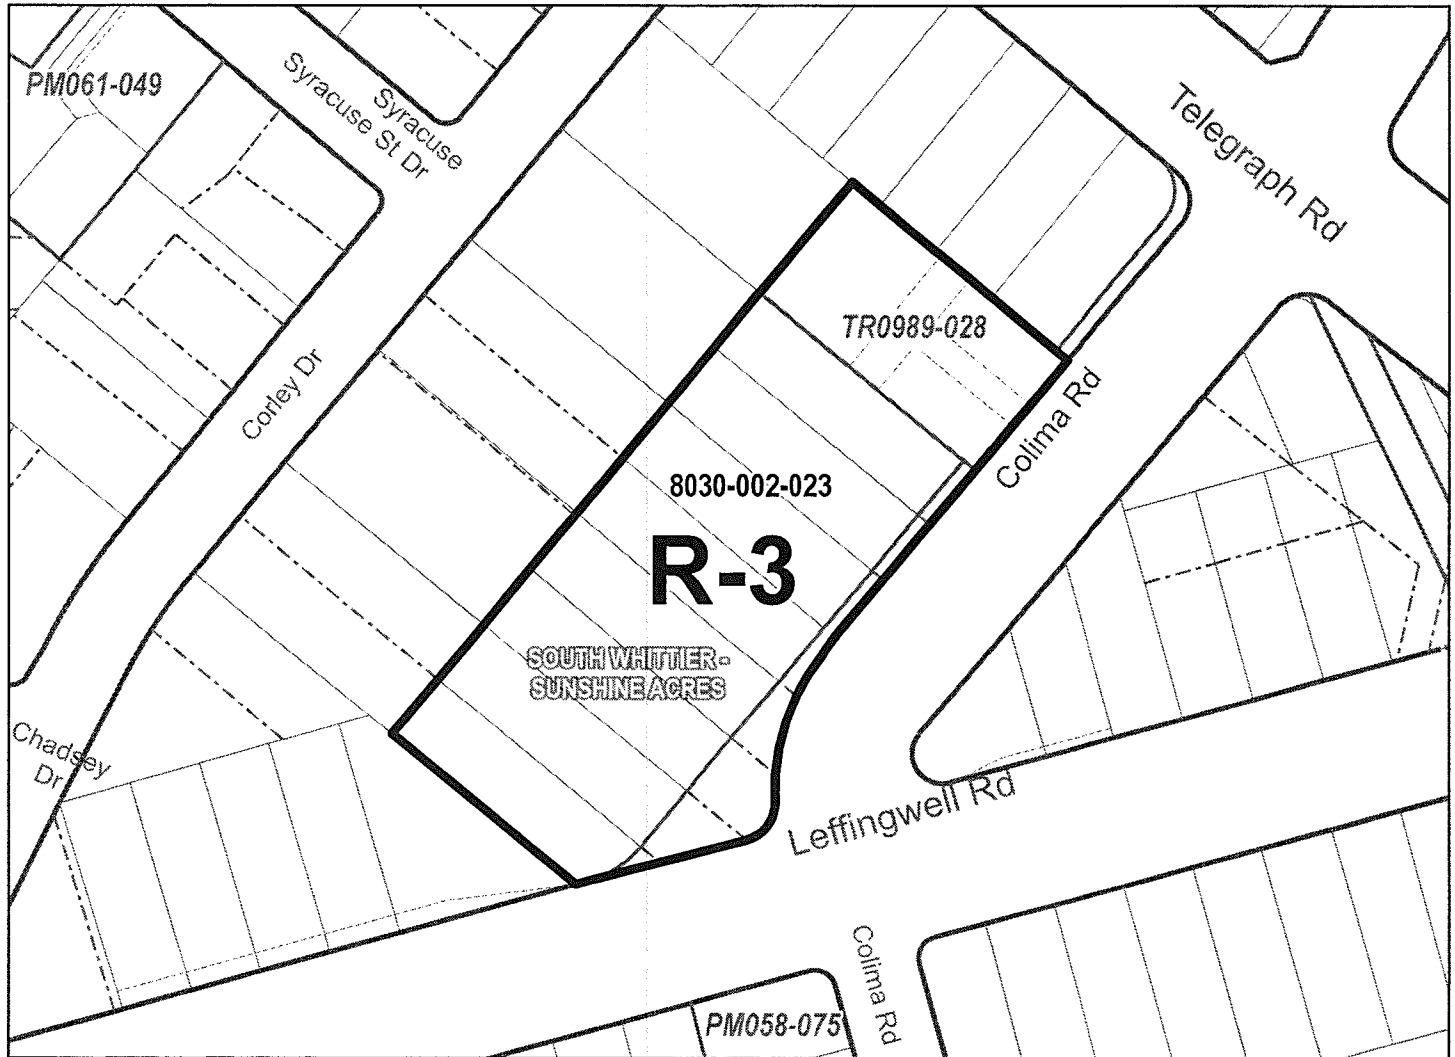 PM061-049
Syracuse
Syracuse St Dr
Telegraph Rd
TR0989-028
Corley Dr
Colima Rd
8030-002-023
R-3
SOUTH WHITTIER -
SUNSHINE ACRES
Chadsey
Dr
Leffingwell Rd
Colima Rd
PM058-075